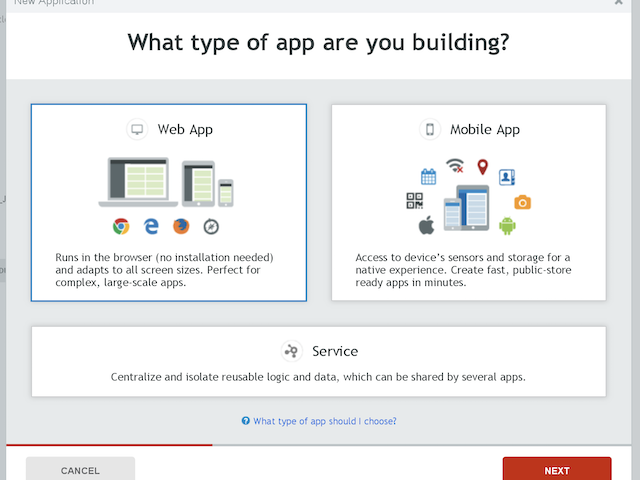 New Application
What type of app are you building?
Web App
Runs in the browser (no installation needed)
and adapts to all screen sizes. Perfect for
complex, large-scale apps.
Mobile App
Access to device's sensors and storage for a
native experience. Create fast, public-store
ready apps in minutes.
Service
Centralize and isolate reusable logic and data, which can be shared by several apps.
What type of app should I choose?
CANCEL
NEXT